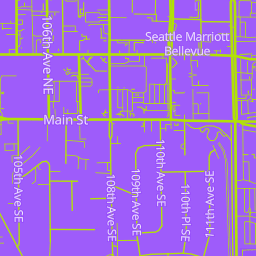 Seattle Marriott
Bellevue
106th Ave NE
Main St
105th Ave SE
108th Ave SE
109th Ave SE
110th Ave SE
110th Pl SE
111th Ave SE